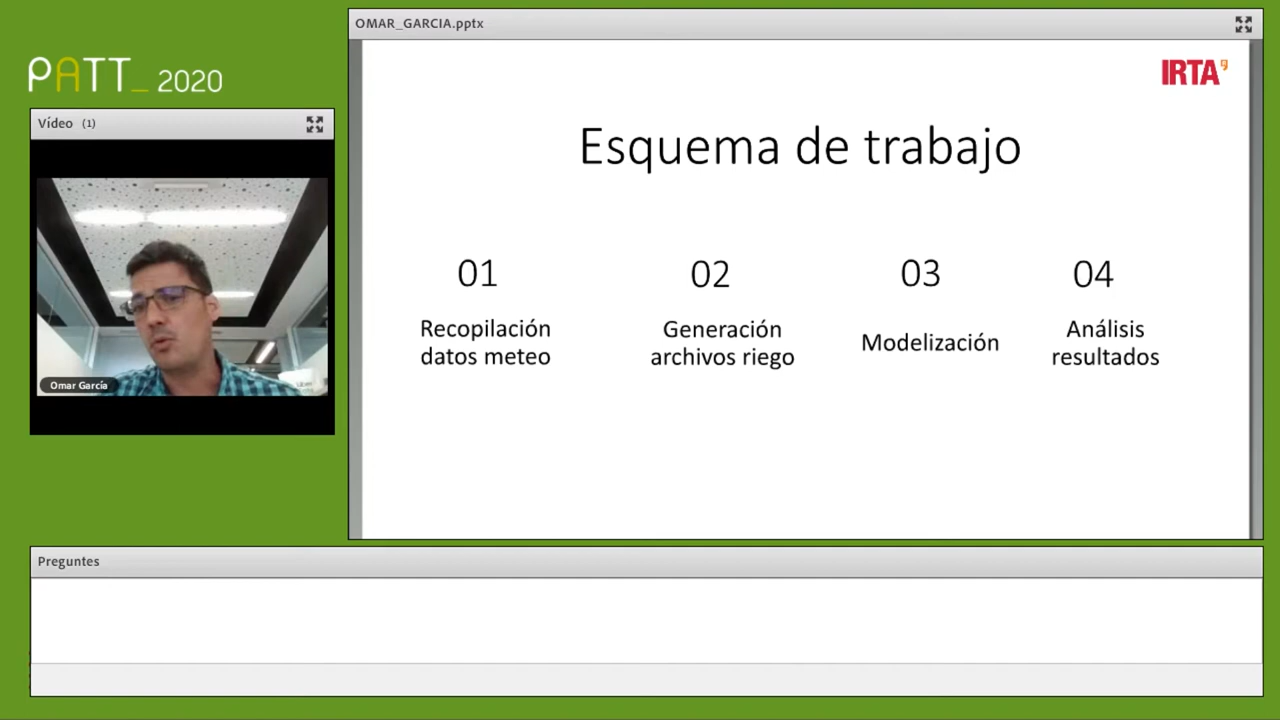 PATT_ 2020
Vídeo (1)
Omar García
OMAR_GARCIA.pptx
IRTA
Esquema de trabajo
01
Recopilación
datos meteo
02
Generación
archivos riego
03
Modelización
04
Análisis
resultados
Preguntes